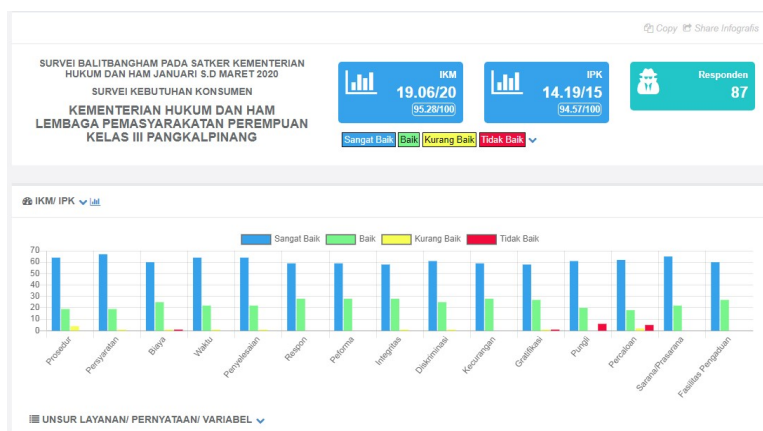 Copy Share Infografis
SURVEI BALITBANGHAM PADA SATKER KEMENTERIAN
HUKUM DAN HAM JANUARI S.D MARET 2020
SURVEI KEBUTUHAN KONSUMEN
KEMENTERIAN HUKUM DAN HAM
LEMBAGA PEMASYARAKATAN PEREMPUAN
KELAS III PANGKALPINANG
IKM
19.06/20
95.28/100
IPK
14.19/15
94.57/100
Responden
87
Sangat Baik Baik Kurang Baik Tidak Baik
IKM/ IPK
Sangat Baik Baik Kurang Baik Tidak Baik
70
60
50
40
30
20
10
0
Prosedur
Persyaratan
Biaya
Waktu
Penyelesaian
Respon
Peforma
Integritas
Diskriminasi
Kecurangan
Gratifikasi
Pungli
Percaloan
Sarana/Prasarana
Fasilitas Pengaduan
UNSUR LAYANAN/ PERNYATAAN/ VARIABEL